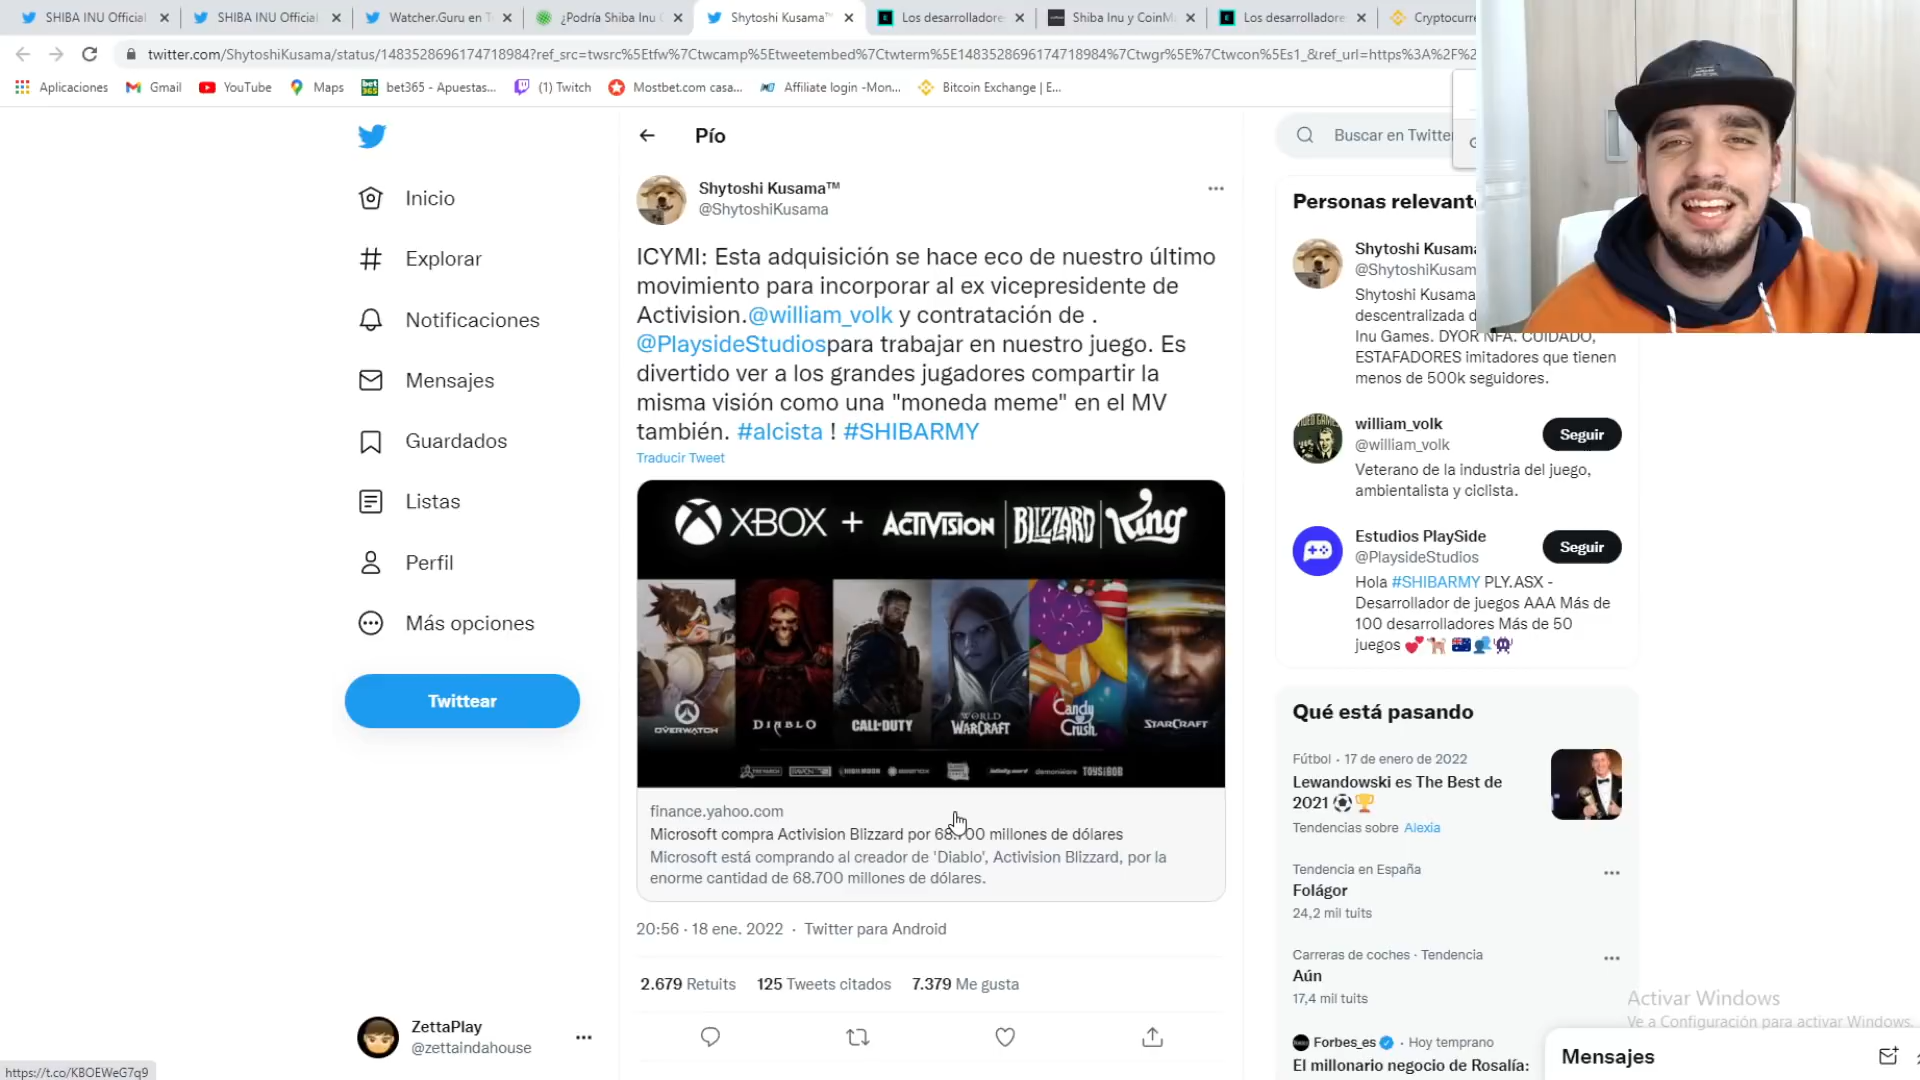 SHIBA INU Official
SHIBA INU Official
Watcher.Guru en T
¿Podría Shiba Inu
Shytoshi Kusama™
Los desarrolladore
Shiba Inu y CoinM
Los desarrolladore
Cryptocurre
twitter.com/ShytoshiKusama/status/1483528696174718984?ref_src=twsrc%5Etfw%7Ctwcamp%5Etweetembed%7Ctwterm%5E1483528696174718984%7Ctwgr%5E%7Ctwcon%5Es1_&ref_url=https%3A%2F%2
Aplicaciones
Gmail
YouTube
Maps
bet365 - Apuestas...
(1) Twitch
Mostbet.com casa...
Affiliate login -Mon...
Bitcoin Exchange | E...
Inicio
Explorar
Notificaciones
Mensajes
Guardados
Listas
Perfil
Más opciones
Twittear
ZettaPlay
@zettaindahouse
https://t.co/KBOEWeG7q9
Pío
Shytoshi Kusama™
@ShytoshiKusama
ICYMI: Esta adquisición se hace eco de nuestro último
movimiento para incorporar al ex vicepresidente de
Activision.@william_volk y contratación de .
@PlaysideStudiospara trabajar en nuestro juego. Es
divertido ver a los grandes jugadores compartir la
misma visión como una "moneda meme" en el MV
también. #alcista ! #SHIBARMY
Traducir Tweet
XBOX + ACTIVISION | BLIZZARD | King
OVERWATCH
DIABLO
CALL OF DUTY
WORLD WARCRAFT
Candy Crush
STARCRAFT
TOYS BOB
finance.yahoo.com
Microsoft compra Activision Blizzard por 68.700 millones de dólares
Microsoft está comprando al creador de 'Diablo', Activision Blizzard, por la
enorme cantidad de 68.700 millones de dólares.
20:56 · 18 ene. 2022 · Twitter para Android
2.679 Retuits 125 Tweets citados 7.379 Me gusta
Buscar en Twitte
Personas relevant
Shytoshi Kusama
@ShytoshiKusam
Shytoshi Kusama
descentralizada d
Inu Games. DYOR NFA. CUIDADO,
ESTAFADORES imitadores que tienen
menos de 500k seguidores.
william_volk
@william_volk
Seguir
Veterano de la industria del juego,
ambientalista y ciclista.
Estudios PlaySide
@PlaysideStudios
Seguir
Hola #SHIBARMY PLY.ASX -
Desarrollador de juegos AAA Más de
100 desarrolladores Más de 50
juegos
Qué está pasando
Fútbol · 17 de enero de 2022
Lewandowski es The Best de
2021
Tendencias sobre Alexia
Tendencia en España
Folágor
24,2 mil tuits
Carreras de coches · Tendencia
Aún
17,4 mil tuits
Forbes_es · Hoy temprano
El millonario negocio de Rosalía:
Activar Windows
Ve a Configuración para activar Windows.
Mensajes